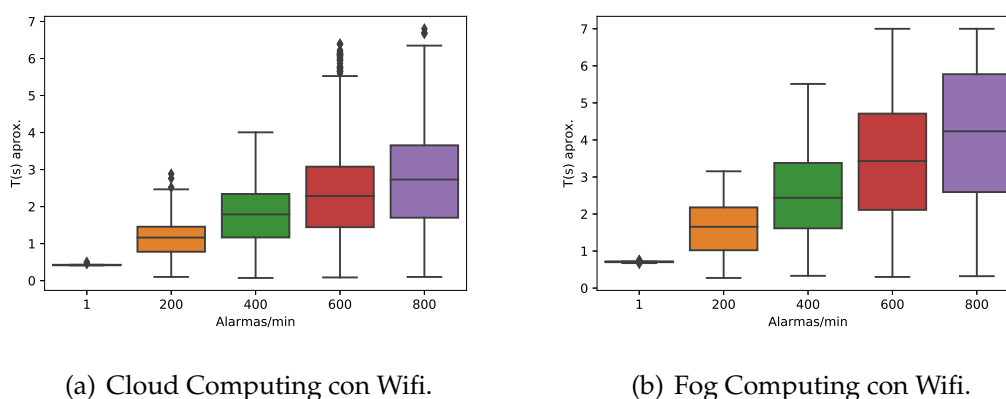 7
6
5
4
3
2
1
0
T(s) aprox.
1 200 400 600 800
Alarmas/min
(a) Cloud Computing con Wifi.
7
6
5
4
3
2
1
0
T(s) aprox.
1 200 400 600 800
Alarmas/min
(b) Fog Computing con Wifi.